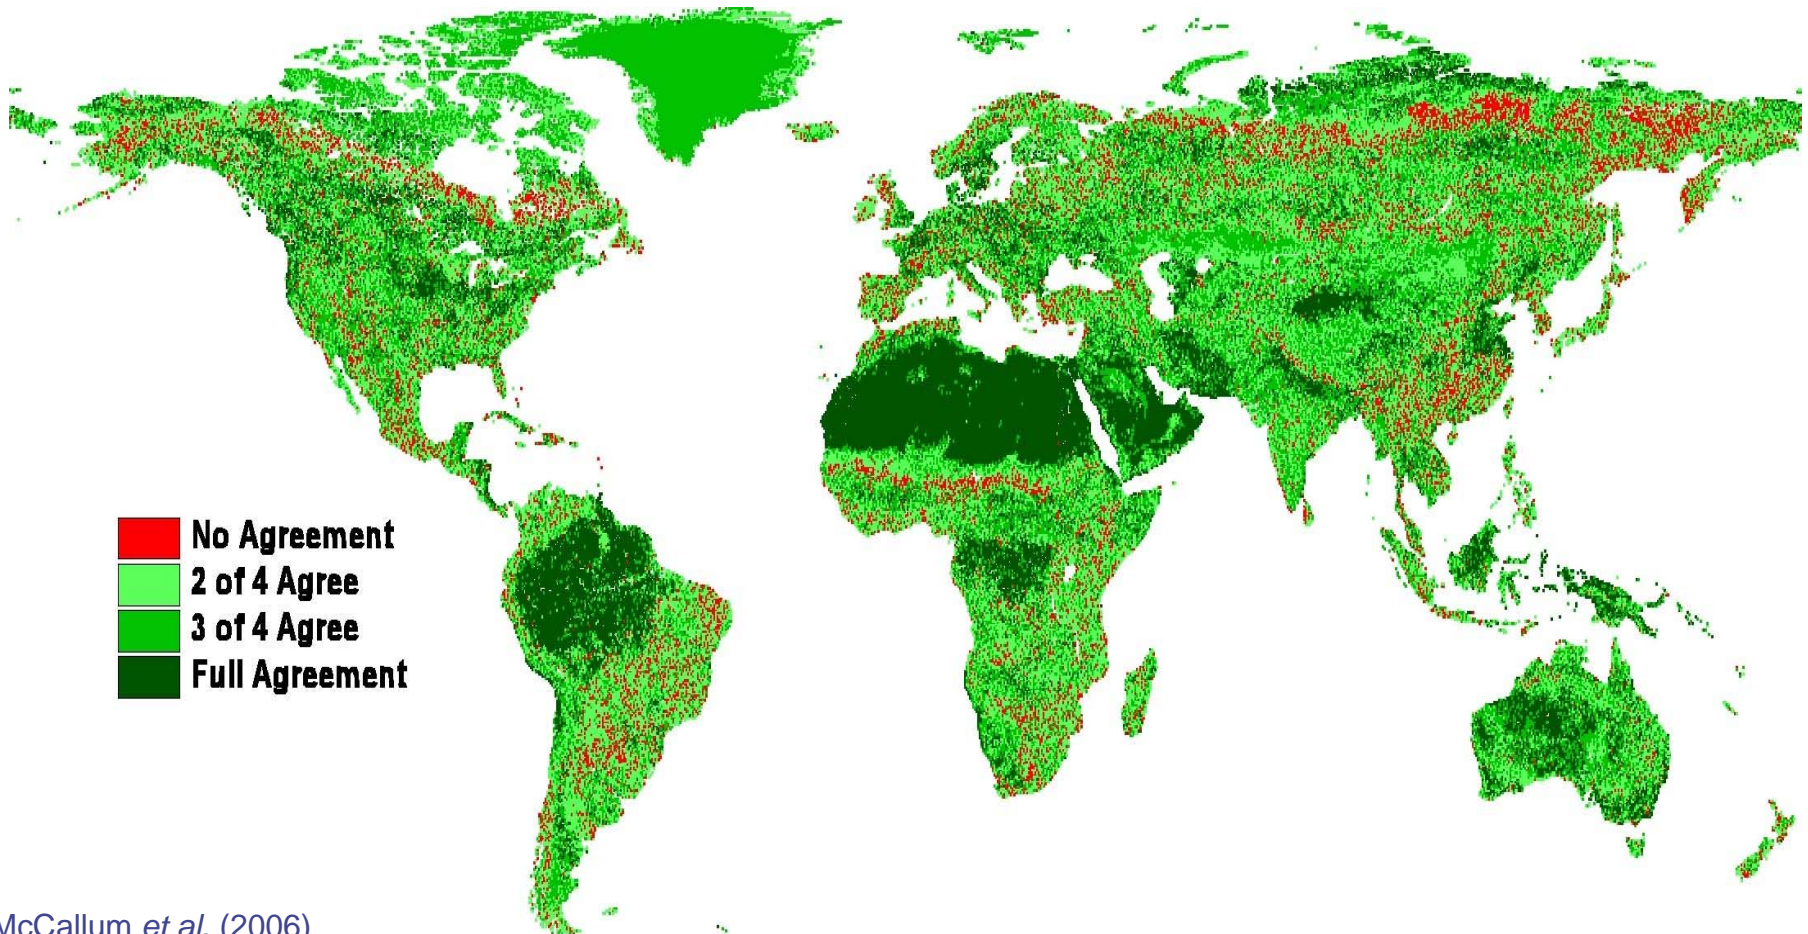 No Agreement
2 of 4 Agree
3 of 4 Agree
Full Agreement
McCallum et al. (2006)